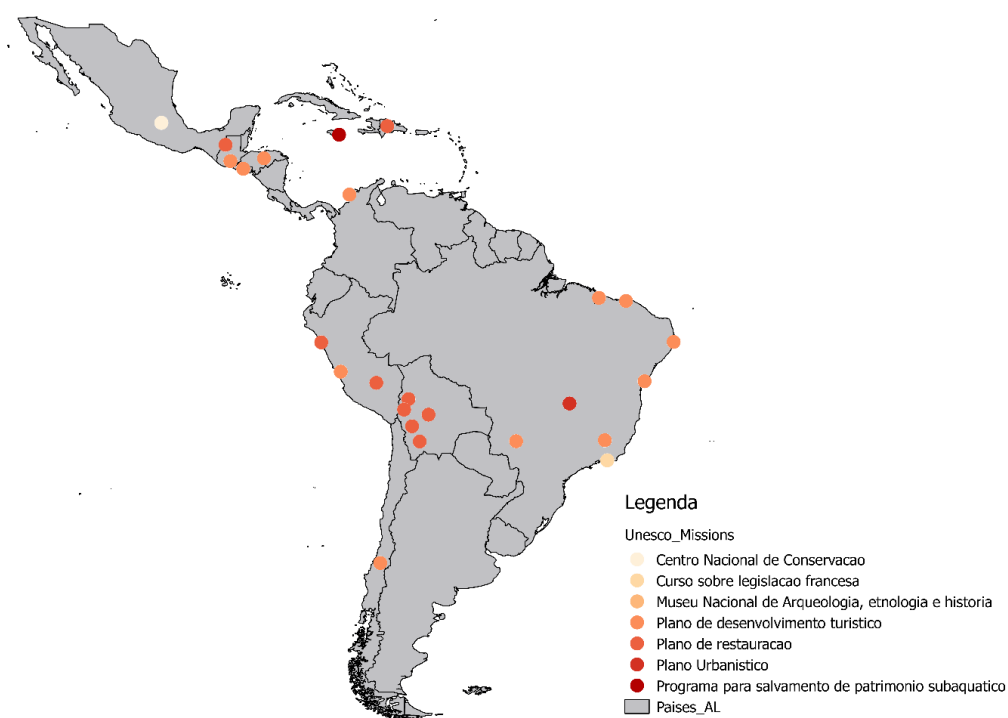 Legenda
Unesco_Missions
Centro Nacional de Conservacao
Curso sobre legislacao francesa
Museu Nacional de Arqueologia, etnologia e historia
Plano de desenvolvimento turistico
Plano de restauracao
Plano Urbanistico
Programa para salvamento de patrimonio subaquatico
Paises_AL